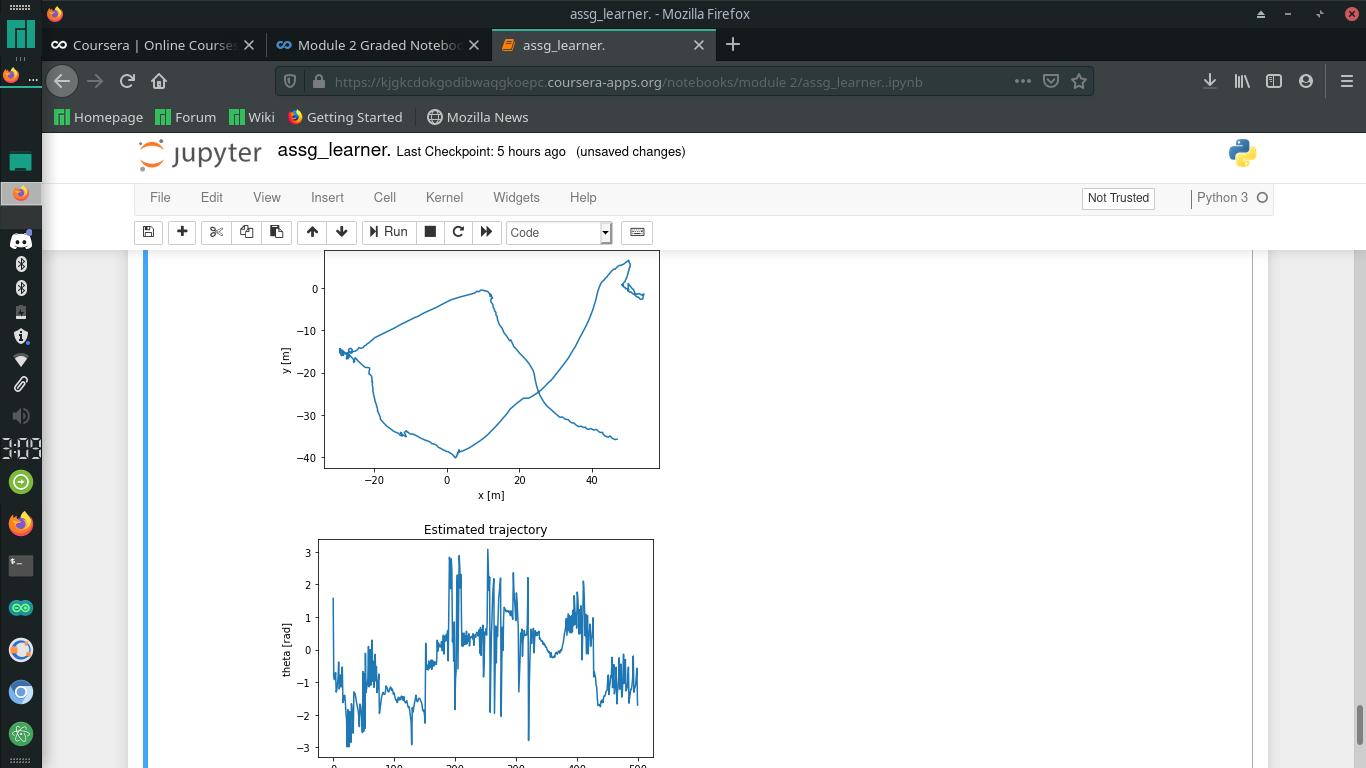 assg_learner. - Mozilla Firefox
...
Coursera | Online Courses
Module 2 Graded Notebo
assg_learner.
https://kjgkcdokgodibwaqgkoepc.coursera-apps.org/notebooks/module 2/assg_learner..ipynb
Homepage Forum Wiki Getting Started Mozilla News
jupyter assg_learner. Last Checkpoint: 5 hours ago (unsaved changes)
File Edit View Insert Cell Kernel Widgets Help Not Trusted Python 3
Run Code
3:09
0
−10
−20
−30
−40
y [m]
−20 0 20 40
x [m]
Estimated trajectory
3
2
1
0
−1
−2
−3
theta [rad]
0 100 200 300 400 500